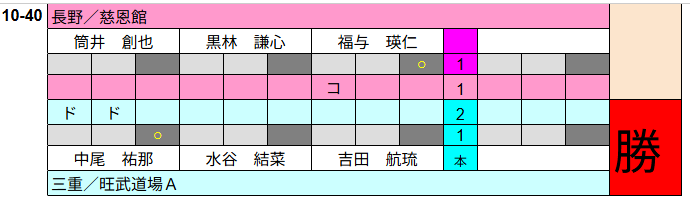 10-40 長野／慈恩館
筒井 創也 黒林 謙心 福与 瑛仁
○ 1
コ 1
ド ド 2
○ 1
中尾 祐那 水谷 結菜 吉田 航琉 本
三重／旺武道場A
勝